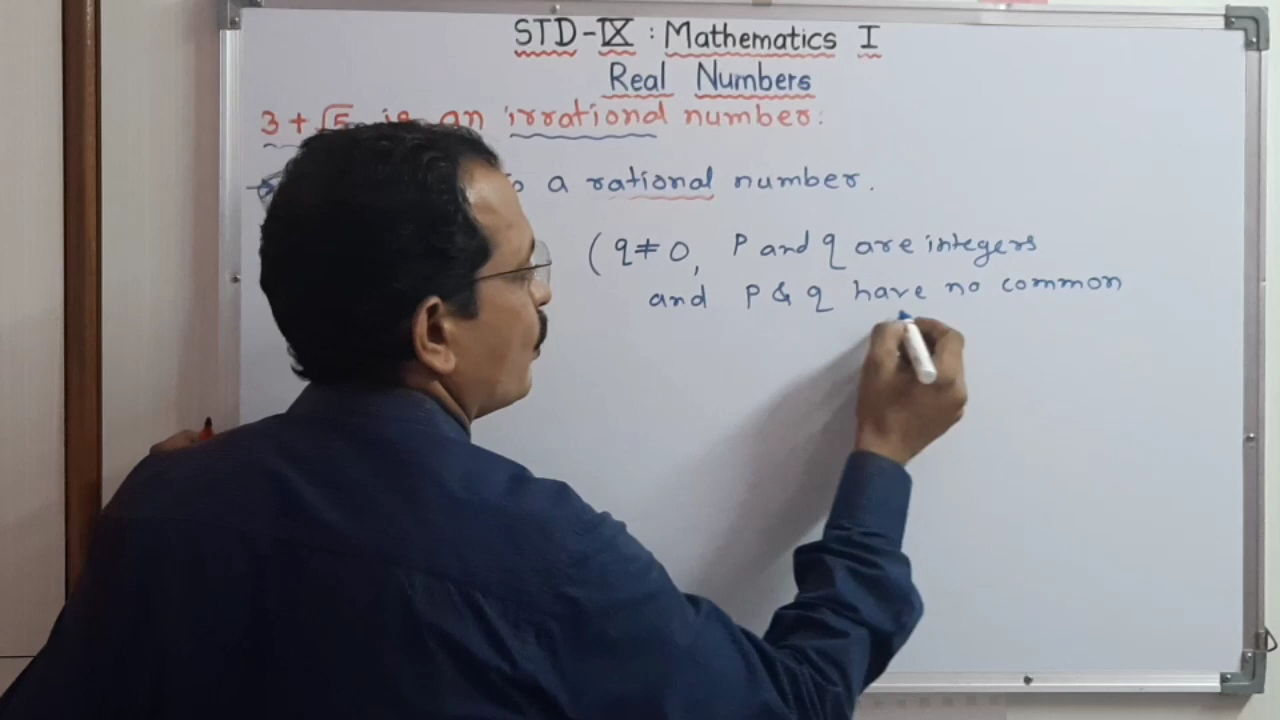 STD-IX : Mathematics I
Real Numbers
3 + √5 is an irrational number.
a rational number.
(q ≠ 0, P and q are integers
and P & q have no common